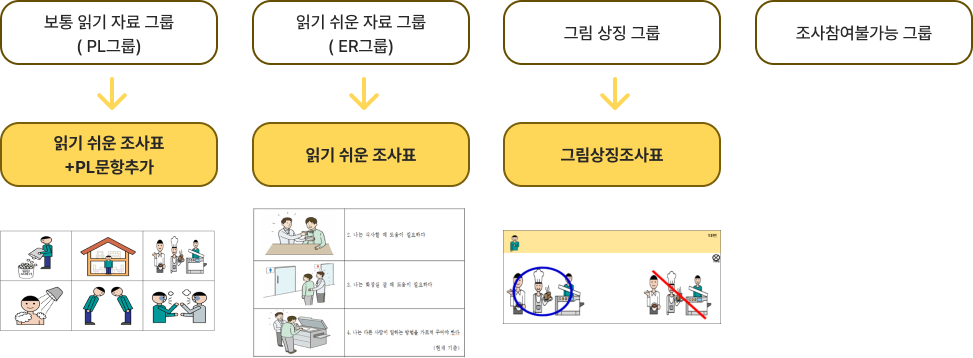 보통 읽기 자료 그룹
( PL그룹)
읽기 쉬운 자료 그룹
( ER그룹)
그림 상징 그룹
조사참여불가능 그룹
읽기 쉬운 조사표
+PL문항추가
읽기 쉬운 조사표
그림상징조사표
2. 나는 식사할 때 도움이 필요하다
3. 나는 화장실 갈 때 도움이 필요하다
4. 나는 다른 사람이 일하는 방법을 가르쳐 주어야 한다
(현재 기준)